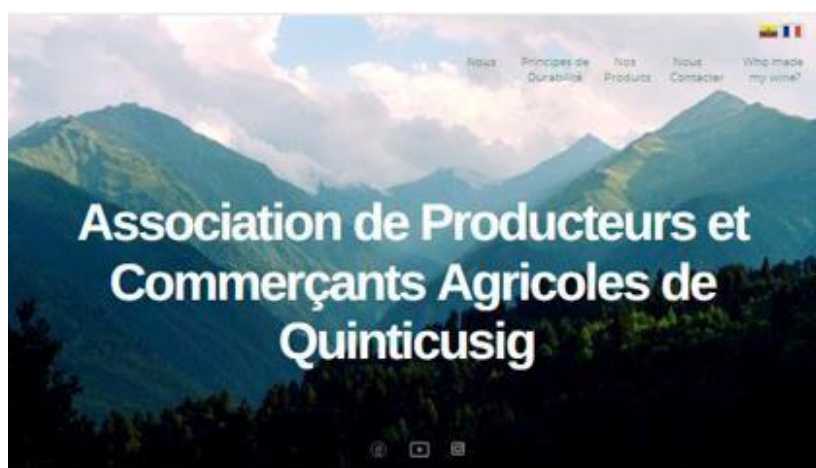 Nous
Principes de
Durabilité
Nos
Produits
Nous
Contacter
Who made
my wine?
Association de Producteurs et
Commerçants Agricoles de
Quinticusig